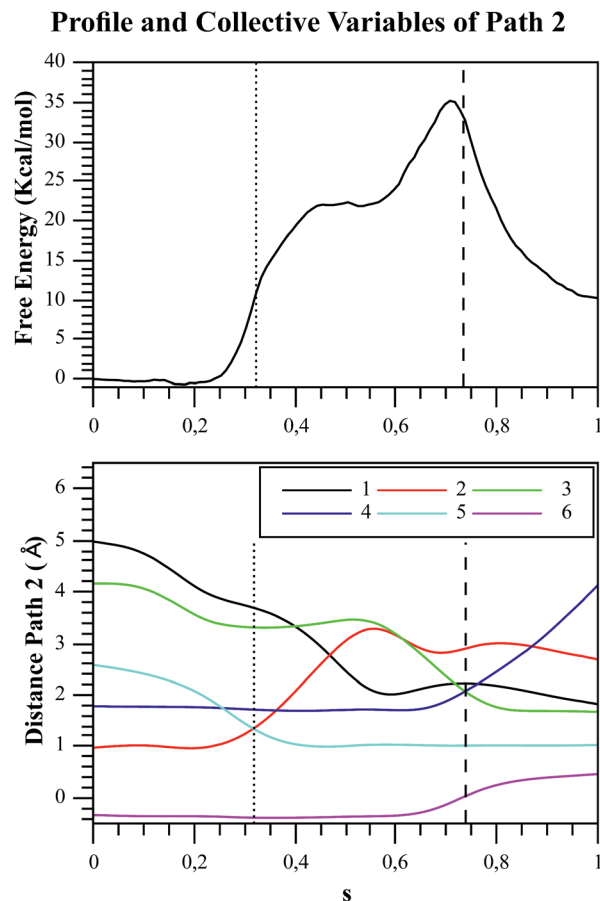 Profile and Collective Variables of Path 2
Free Energy (Kcal/mol)
40
35
30
25
20
15
10
5
0
0 0,2 0,4 0,6 0,8 1
Distance Path 2 (Å)
6
5
4
3
2
1
0
1 2 3
4 5 6
0 0,2 0,4 0,6 0,8 1
s